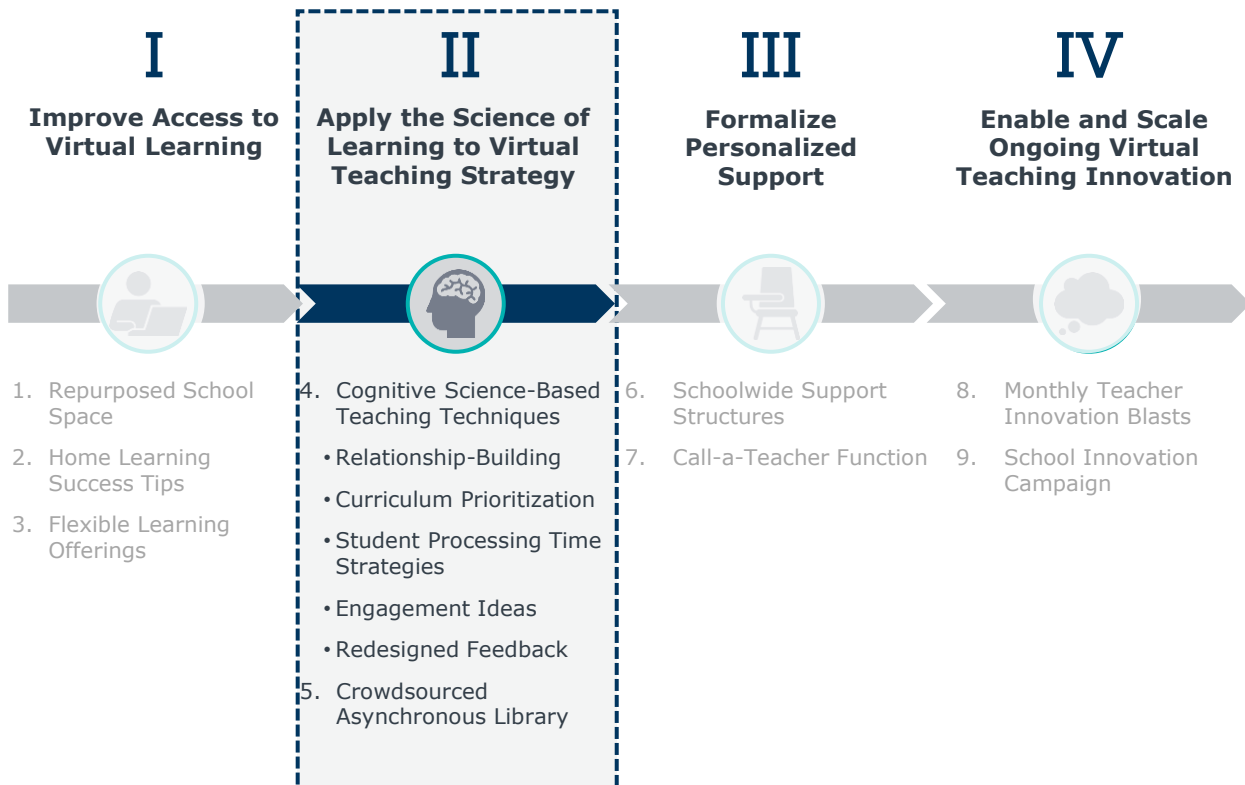 I
Improve Access to
Virtual Learning
1. Repurposed School
Space
2. Home Learning
Success Tips
3. Flexible Learning
Offerings
II
Apply the Science of
Learning to Virtual
Teaching Strategy
4. Cognitive Science-Based
Teaching Techniques
• Relationship-Building
• Curriculum Prioritization
• Student Processing Time
Strategies
• Engagement Ideas
• Redesigned Feedback
5. Crowdsourced
Asynchronous Library
III
Formalize
Personalized
Support
6. Schoolwide Support
Structures
7. Call-a-Teacher Function
IV
Enable and Scale
Ongoing Virtual
Teaching Innovation
8. Monthly Teacher
Innovation Blasts
9. School Innovation
Campaign